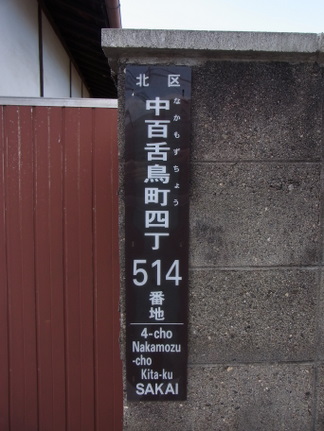 北区
中百舌鳥町四丁
なかもずちょう
514
番地
4-cho
Nakamozu
-cho
Kita-ku
SAKAI